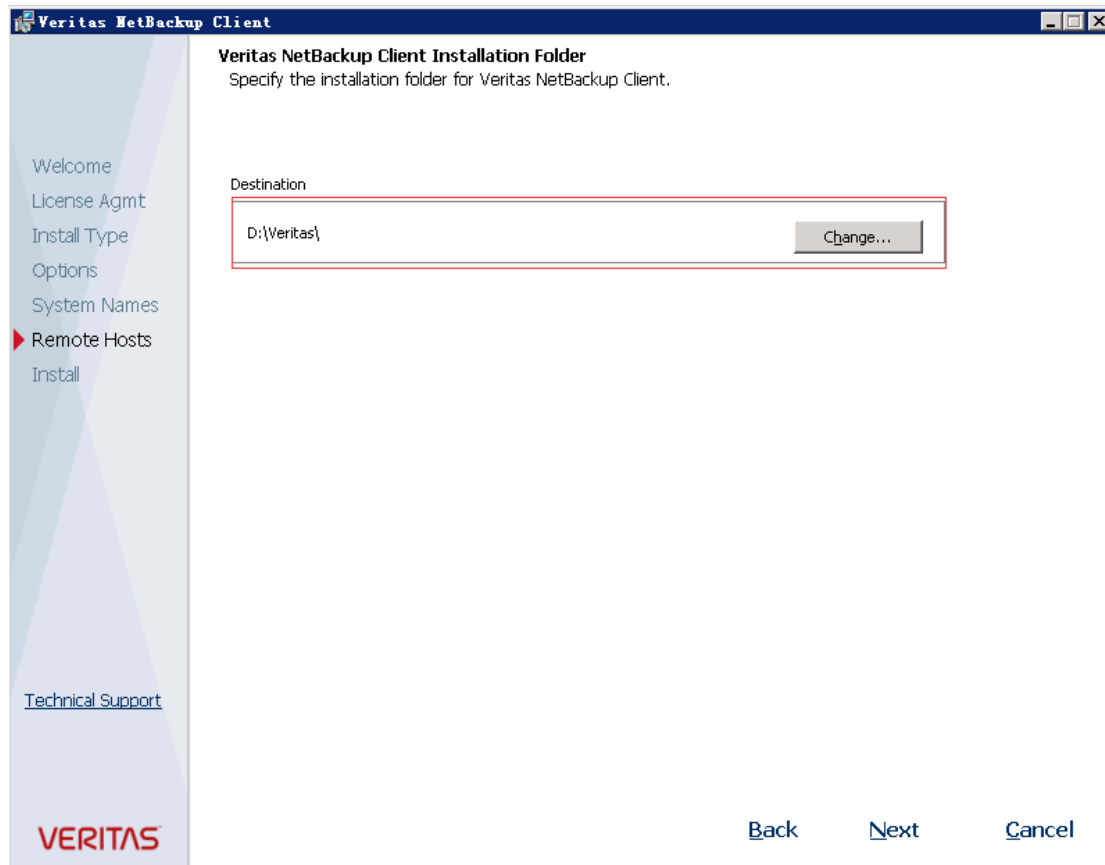 Veritas NetBackup Client
Veritas NetBackup Client Installation Folder
Specify the installation folder for Veritas NetBackup Client.
Welcome
License Agmt
Install Type
Options
System Names
Remote Hosts
Install
Destination
D:\Veritas\
Change...
Technical Support
VERITAS
Back
Next
Cancel